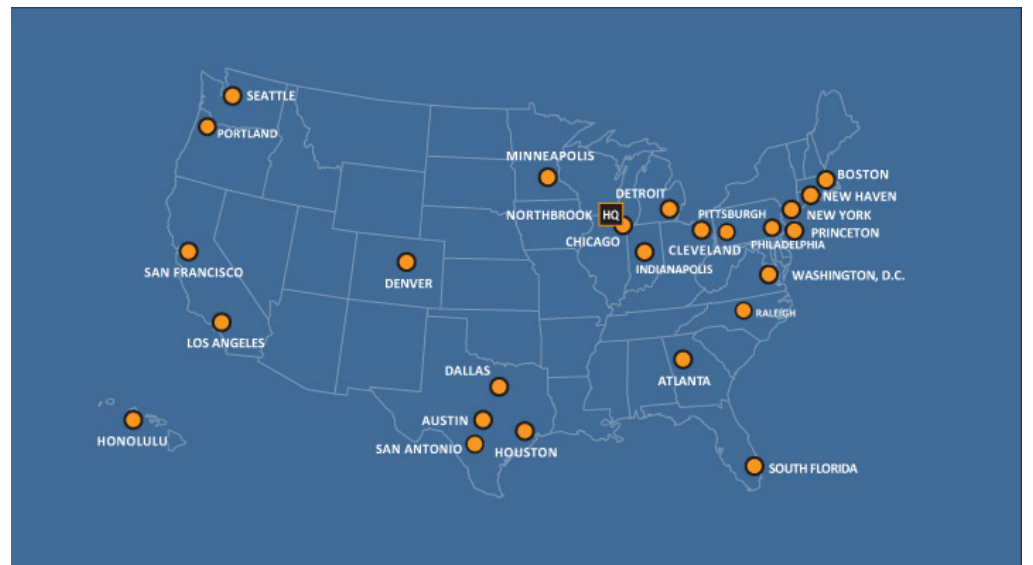 SEATTLE
PORTLAND
MINNEAPOLIS
BOSTON
DETROIT
NEW HAVEN
NORTHBROOK HQ
PITTSBURGH
NEW YORK
CHICAGO
CLEVELAND
PHILADELPHIA
PRINCETON
SAN FRANCISCO
DENVER
INDIANAPOLIS
WASHINGTON, D.C.
RALEIGH
LOS ANGELES
DALLAS
ATLANTA
HONOLULU
AUSTIN
SAN ANTONIO
HOUSTON
SOUTH FLORIDA